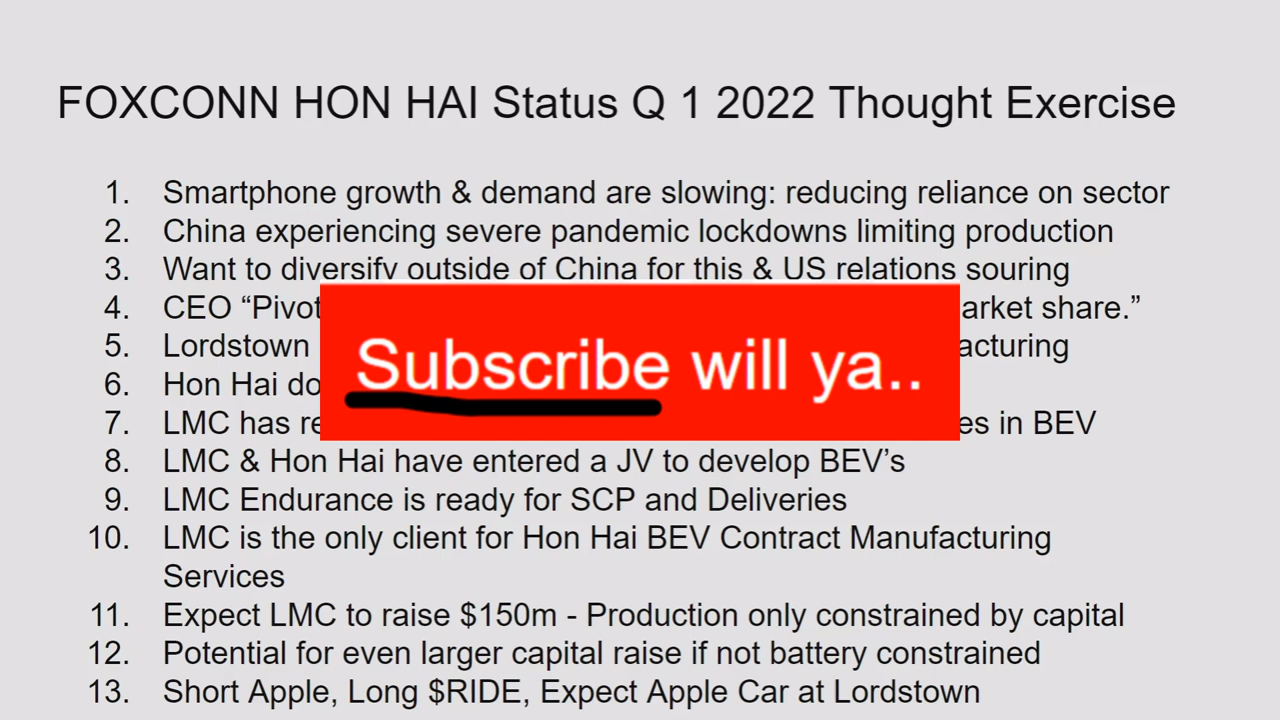 FOXCONN HON HAI Status Q 1 2022 Thought Exercise
1. Smartphone growth & demand are slowing: reducing reliance on sector
2. China experiencing severe pandemic lockdowns limiting production
3. Want to diversify outside of China for this & US relations souring
4. CEO “Pivot arket share.”
5. Lordstown acturing
6. Hon Hai do
7. LMC has re es in BEV
Subscribe will ya..
8. LMC & Hon Hai have entered a JV to develop BEV’s
9. LMC Endurance is ready for SCP and Deliveries
10. LMC is the only client for Hon Hai BEV Contract Manufacturing
Services
11. Expect LMC to raise $150m - Production only constrained by capital
12. Potential for even larger capital raise if not battery constrained
13. Short Apple, Long $RIDE, Expect Apple Car at Lordstown